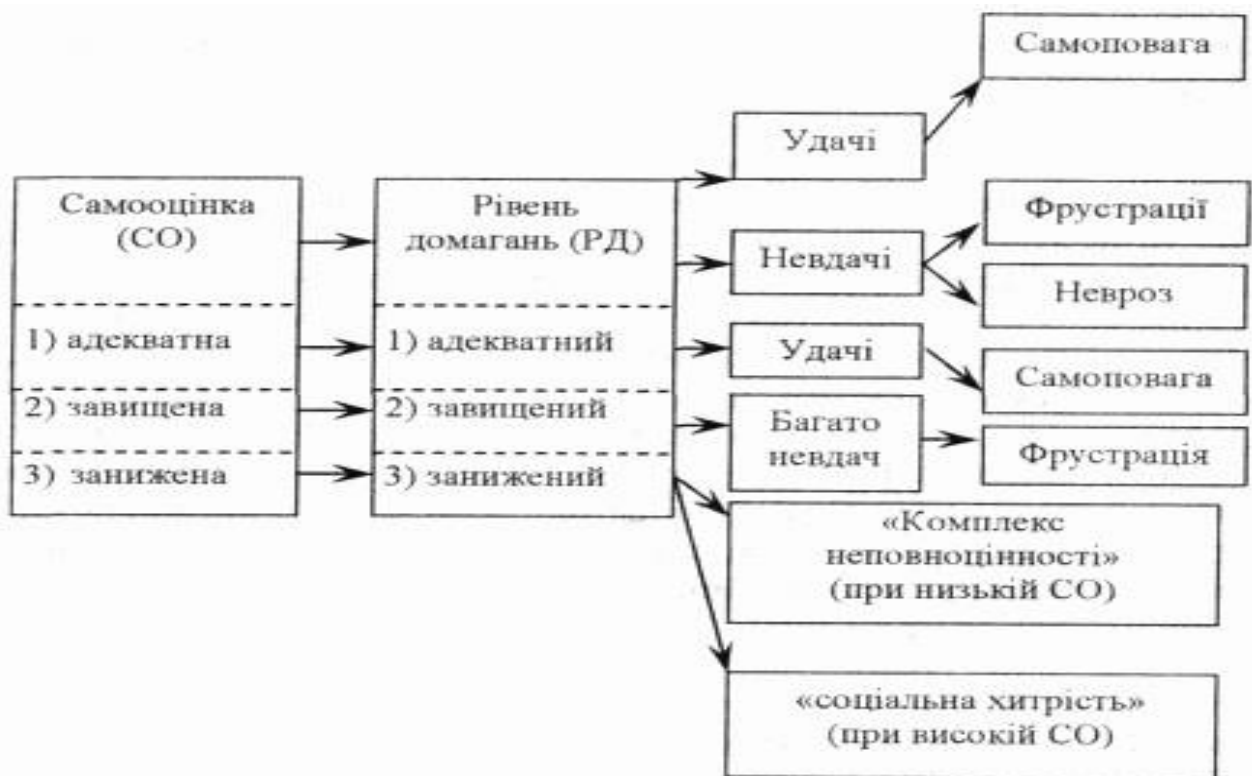 Самооцінка
(СО)
1) адекватна
2) завищена
3) занижена
Рівень
домагань (РД)
1) адекватний
2) завищений
3) занижений
Удачі
Самоповага
Невдачі
Фрустрації
Невроз
Удачі
Самоповага
Багато
невдач
Фрустрація
«Комплекс
неповноцінності»
(при низькій СО)
«соціальна хитрість»
(при високій СО)